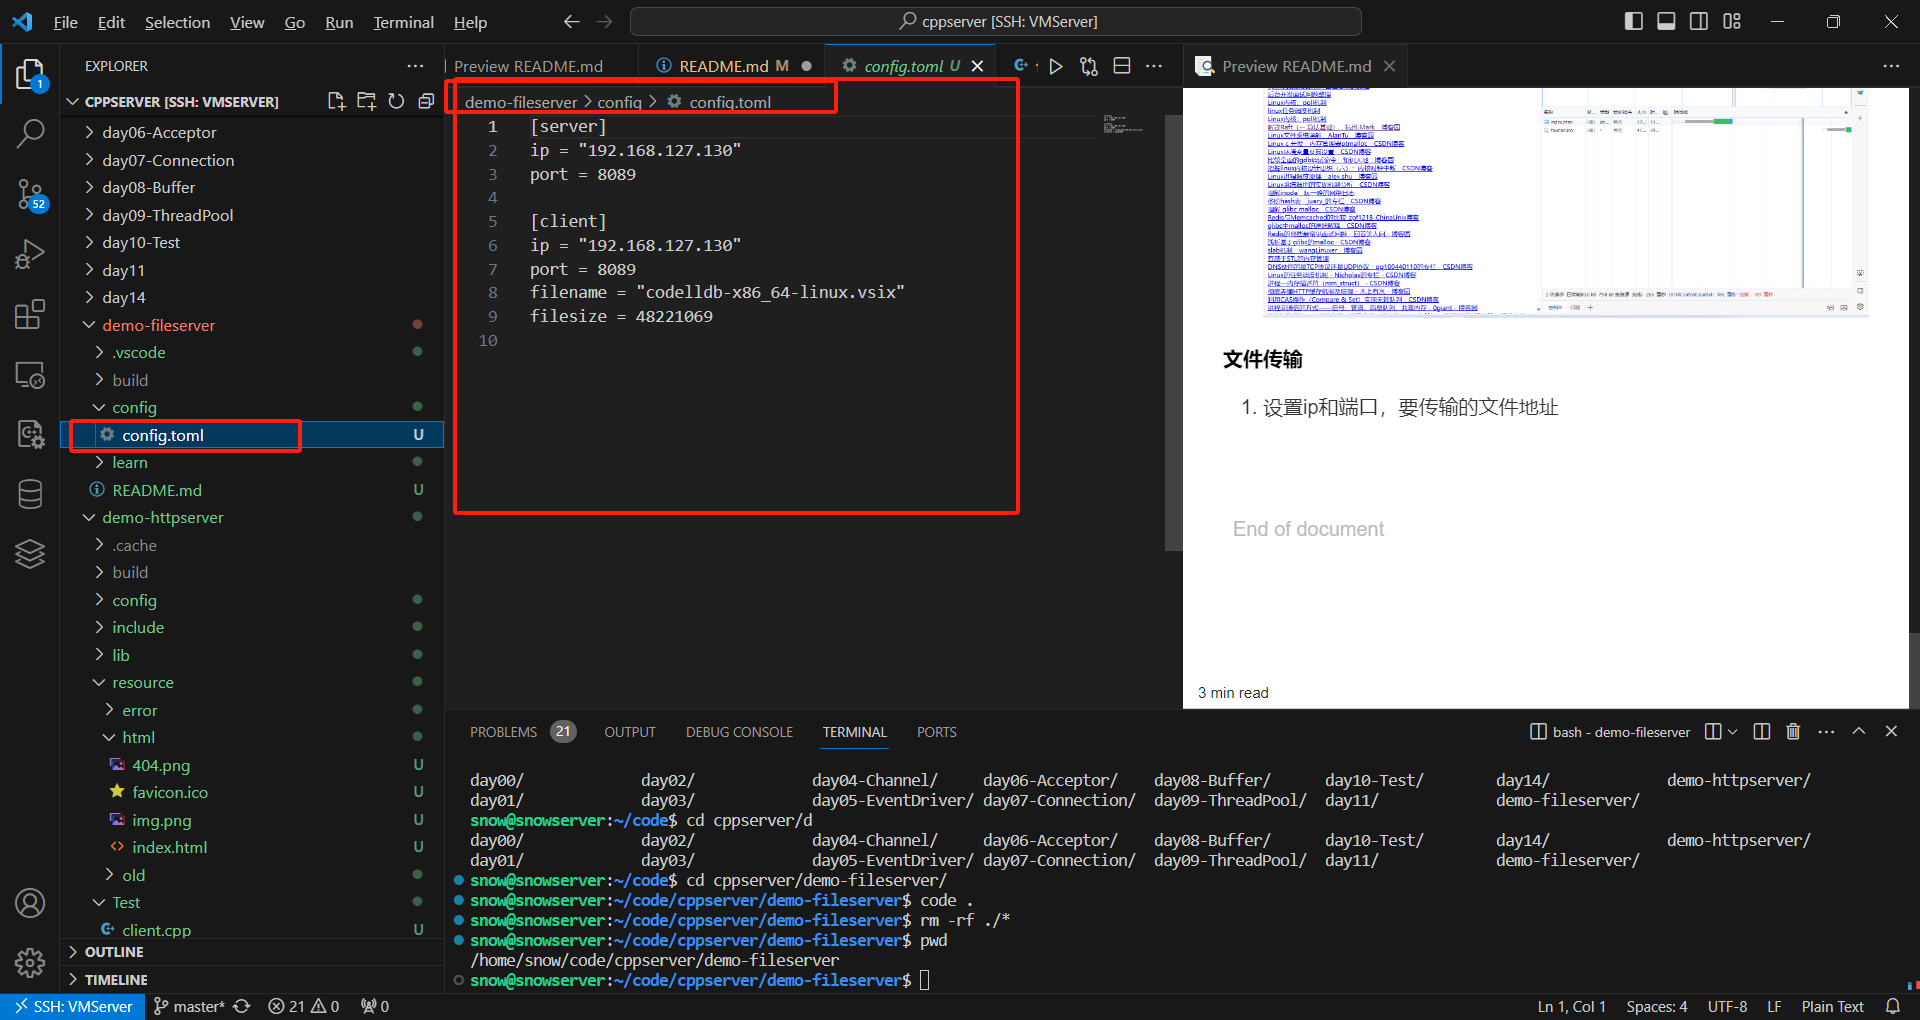 File Edit Selection View Go Run Terminal Help
cppserver [SSH: VMServer]
EXPLORER
CPPSERVER [SSH: VMSERVER]
day06-Acceptor
day07-Connection
day08-Buffer
day09-ThreadPool
day10-Test
day11
day14
demo-fileserver
.vscode
build
config
config.toml U
learn
README.md U
demo-httpserver
.cache
build
config
include
lib
resource
error
html
404.png U
favicon.ico U
img.png U
index.html U
old
Test
client.cpp U
OUTLINE
TIMELINE
1
52
Preview README.md
README.md M
config.toml U
demo-fileserver > config > config.toml
1 [server]
2 ip = "192.168.127.130"
3 port = 8089
4
5 [client]
6 ip = "192.168.127.130"
7 port = 8089
8 filename = "codelldb-x86_64-linux.vsix"
9 filesize = 48221069
10
Preview README.md
文件传输
1. 设置ip和端口，要传输的文件地址
End of document
3 min read
PROBLEMS 21 OUTPUT DEBUG CONSOLE TERMINAL PORTS
bash - demo-fileserver
day00/ day02/ day04-Channel/ day06-Acceptor/ day08-Buffer/ day10-Test/ day14/ demo-httpserver/
day01/ day03/ day05-EventDriver/ day07-Connection/ day09-ThreadPool/ day11/ demo-fileserver/
snow@snowserver:~/code$ cd cppserver/d
day00/ day02/ day04-Channel/ day06-Acceptor/ day08-Buffer/ day10-Test/ day14/ demo-httpserver/
day01/ day03/ day05-EventDriver/ day07-Connection/ day09-ThreadPool/ day11/ demo-fileserver/
snow@snowserver:~/code$ cd cppserver/demo-fileserver/
snow@snowserver:~/code/cppserver/demo-fileserver$ code .
snow@snowserver:~/code/cppserver/demo-fileserver$ rm -rf ./*
snow@snowserver:~/code/cppserver/demo-fileserver$ pwd
/home/snow/code/cppserver/demo-fileserver
snow@snowserver:~/code/cppserver/demo-fileserver$
SSH: VMServer master* 21 0 0
Ln 1, Col 1 Spaces: 4 UTF-8 LF Plain Text